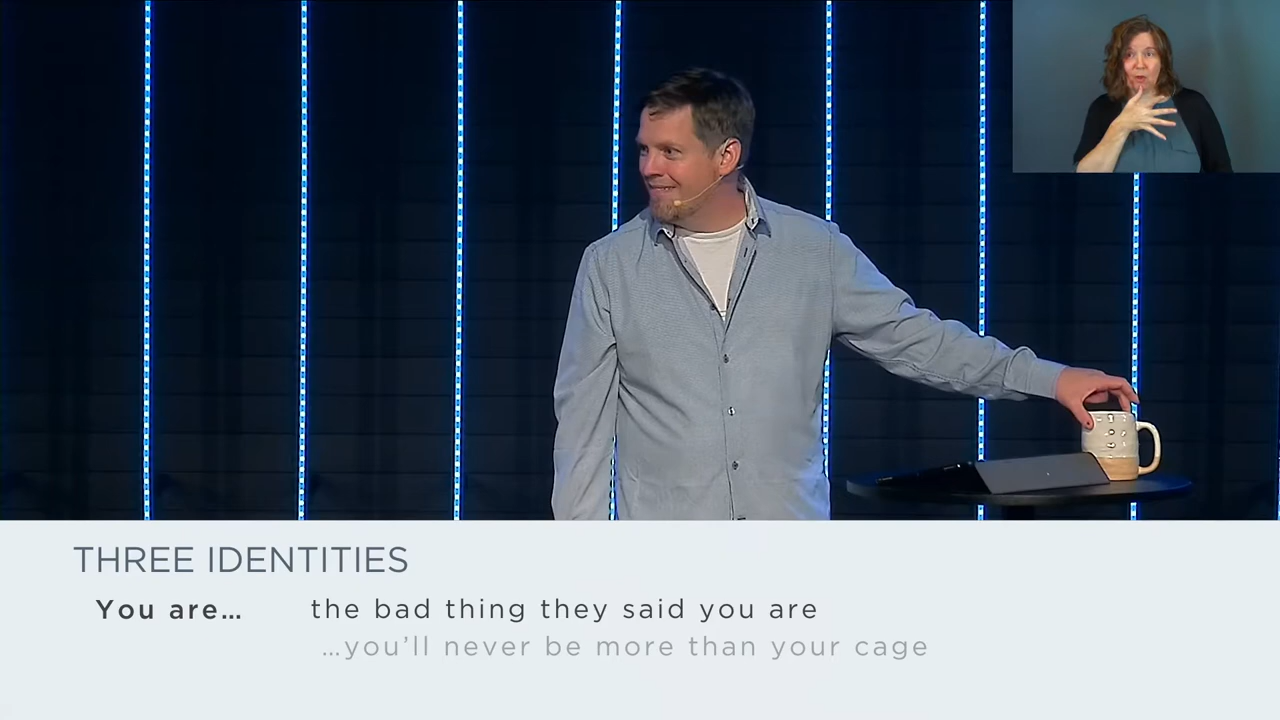 THREE IDENTITIES
You are… the bad thing they said you are
…you'll never be more than your cage